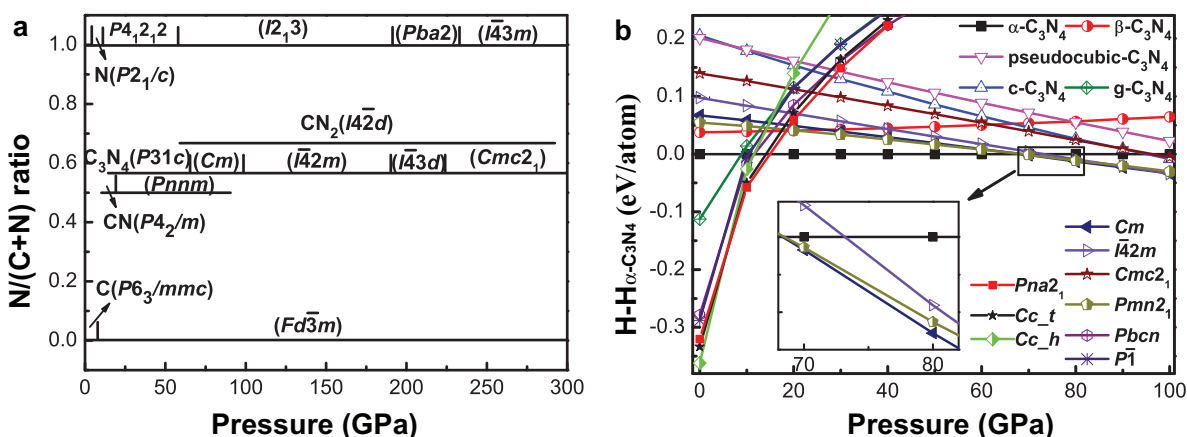 a
N/(C+N) ratio
1.0
0.8
0.6
0.4
0.2
0.0
P4₁2₁2
(I2₁3)
(Pba2)
(I4̅3m)
N(P2₁/c)
CN₂(I4̅2d)
C₃N₄(P31c)
(Cm)
(I4̅2m)
(I4̅3d)
(Cmc2₁)
(Pnnm)
CN(P4₂/m)
C(P6₃/mmc)
(Fd3̅m)
0 50 100 150 200 250 300
Pressure (GPa)
b
H-Hα-C3N4 (eV/atom)
0.2
0.1
0.0
-0.1
-0.2
-0.3
α-C₃N₄
β-C₃N₄
pseudocubic-C₃N₄
c-C₃N₄
g-C₃N₄
Cm
I4̅2m
Cmc2₁
Pmn2₁
Pbcn
P1̅
Pna2₁
Cc_t
Cc_h
70 80
0 20 40 60 80 100
Pressure (GPa)